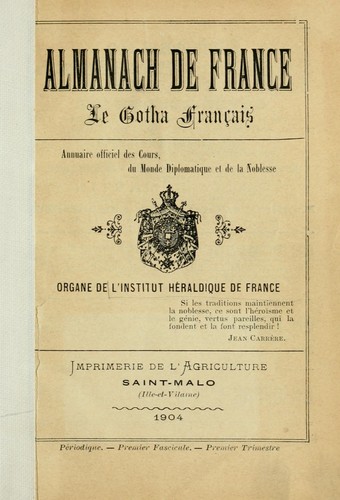 ALMANACH DE FRANCE
Le Gotha Français
Annuaire officiel des Cours,
du Monde Diplomatique et de la Noblesse
ORGANE DE L'INSTITUT HÉRALDIQUE DE FRANCE
Si les traditions maintiennent
la noblesse, ce sont l'héroïsme et
le génie, vertus pareilles, qui la
fondent et la font resplendir !
JEAN CARRÈRE.
IMPRIMERIE DE L'AGRICULTURE
SAINT-MALO
(Ille-et-Vilaine)
1904
Périodique. — Premier Fascicule. — Premier Trimestre